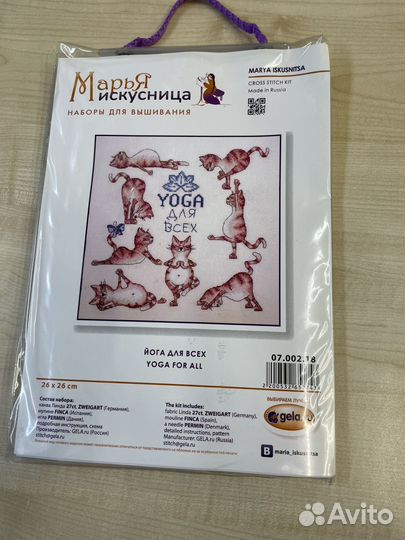 МарьЯ
искусница
НАБОРЫ ДЛЯ ВЫШИВАНИЯ
MARYA ISKUSNITSA
CROSS STITCH KIT
Made in Russia
YOGA
ДЛЯ
ВСЕХ
ЙОГА ДЛЯ ВСЕХ
YOGA FOR ALL
26 x 26 cm
07.002.18
Состав набора:
канва Линда 27ct. ZWEIGART (Германия),
мулине FINCA (Испания),
игла PERMIN (Дания),
подробная инструкция, схема
Производитель: GELA.ru (Россия)
stitch@gela.ru
The kit includes:
fabric Linda 27ct. ZWEIGART (Germany),
mouline FINCA (Spain),
a needle PERMIN (Denmark),
detailed instructions, pattern
Manufacturer: GELA.ru (Russia)
stitch@gela.ru
ВЫБИРАЕМ
gela.
B maria_iskusnitsa
Avito